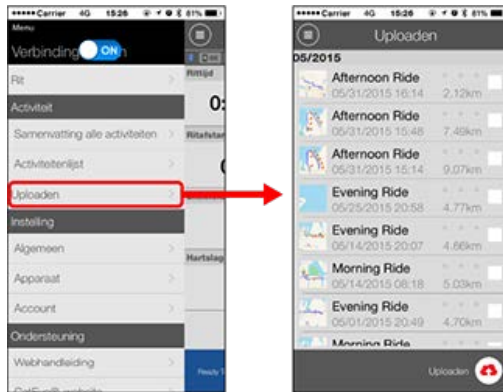 Carrier 4G 15:26 81%
Menu
Verbinding ON
Rit
Activiteit
Samenvatting alle activiteiten
Activiteitenlijst
Uploaden
Instelling
Algemeen
Apparaat
Account
Ondersteuning
Webhandleiding
Rittijd
0:
Ritafstan
0
Hartslag
Ready
Carrier 4G 15:26 81%
Uploaden
05/2015
Afternoon Ride
05/31/2015 16:14 2,12km
Afternoon Ride
05/31/2015 15:48 7,49km
Afternoon Ride
05/31/2015 15:14 9,07km
Evening Ride
05/25/2015 20:58 4,77km
Evening Ride
05/14/2015 20:07 4,66km
Morning Ride
05/14/2015 08:18 5,03km
Evening Ride
05/01/2015 20:49 4,70km
Morning Ride
Uploaden